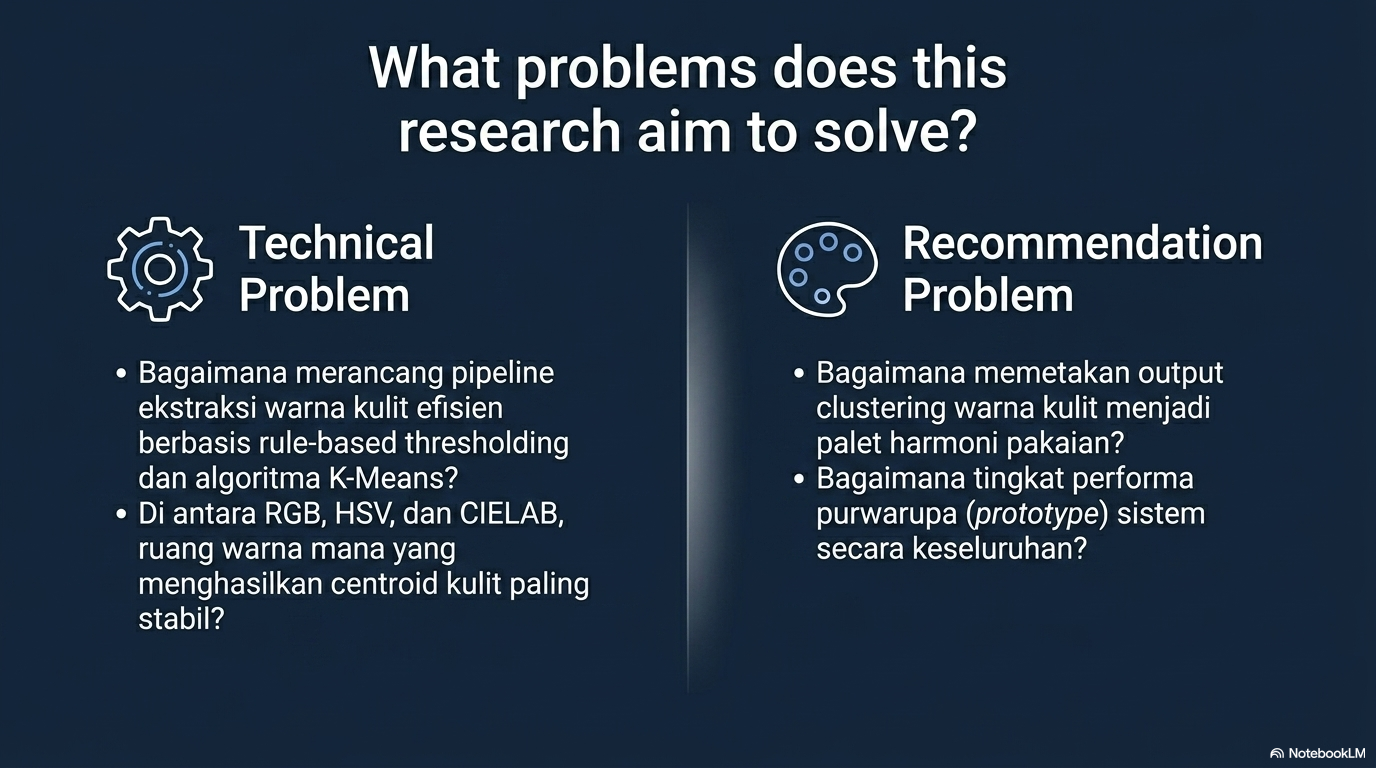 What problems does this
research aim to solve?
Technical
Problem
• Bagaimana merancang pipeline
ekstraksi warna kulit efisien
berbasis rule-based thresholding
dan algoritma K-Means?
• Di antara RGB, HSV, dan CIELAB,
ruang warna mana yang
menghasilkan centroid kulit paling
stabil?
Recommendation
Problem
• Bagaimana memetakan output
clustering warna kulit menjadi
palet harmoni pakaian?
• Bagaimana tingkat performa
purwarupa (prototype) sistem
secara keseluruhan?
NotebookLM